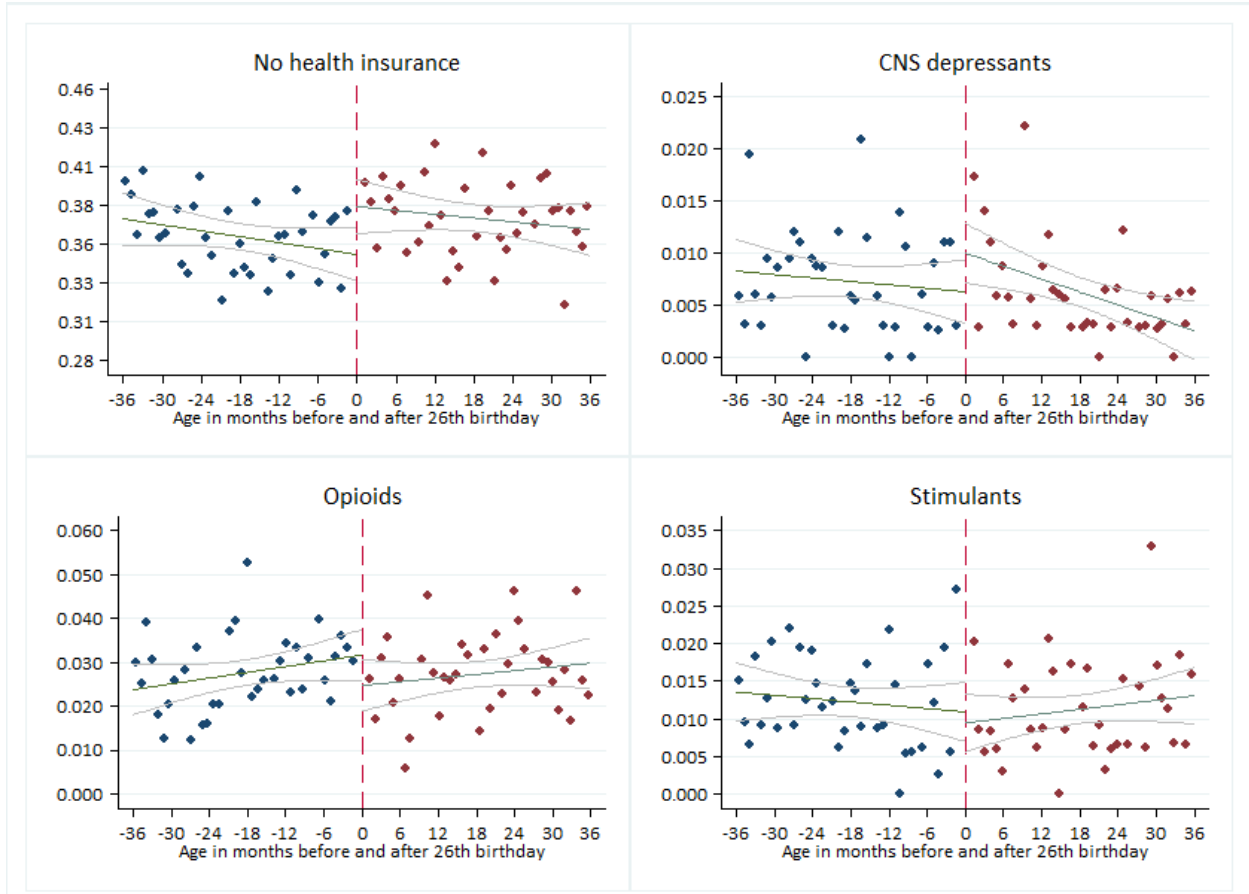 No health insurance
0.46
0.43
0.41
0.38
0.36
0.33
0.31
0.28
-36 -30 -24 -18 -12 -6 0 6 12 18 24 30 36
Age in months before and after 26th birthday
CNS depressants
0.025
0.020
0.015
0.010
0.005
0.000
-36 -30 -24 -18 -12 -6 0 6 12 18 24 30 36
Age in months before and after 26th birthday
Opioids
0.060
0.050
0.040
0.030
0.020
0.010
0.000
-36 -30 -24 -18 -12 -6 0 6 12 18 24 30 36
Age in months before and after 26th birthday
Stimulants
0.035
0.030
0.025
0.020
0.015
0.010
0.005
0.000
-36 -30 -24 -18 -12 -6 0 6 12 18 24 30 36
Age in months before and after 26th birthday